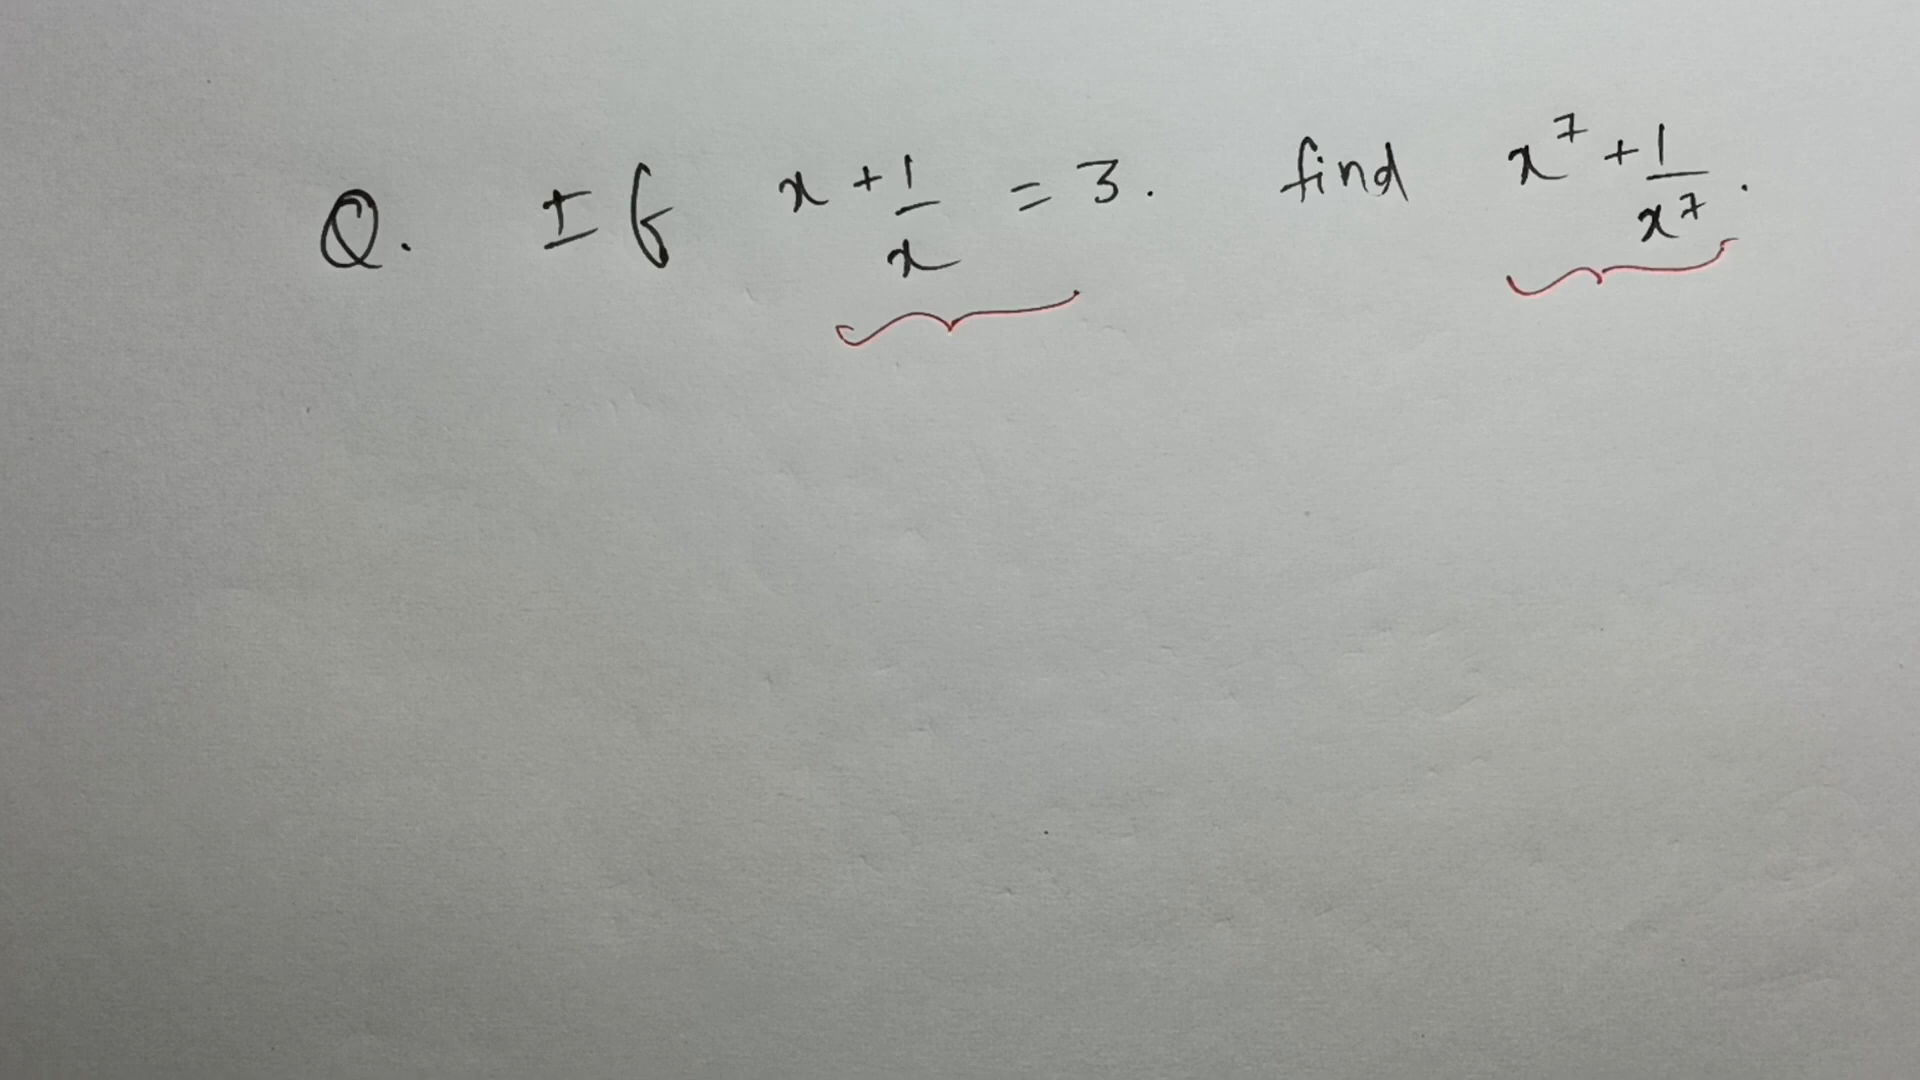 Q. If x + 1/x = 3. find x^7 + 1/x^7.